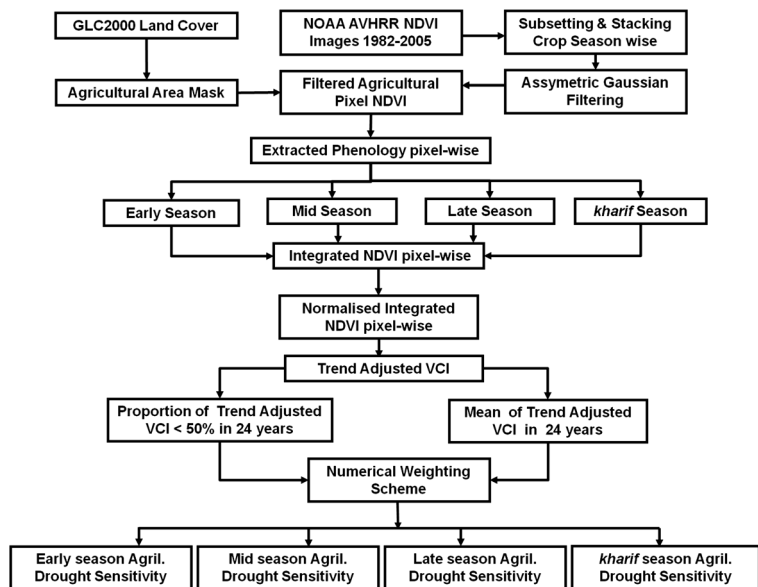 GLC2000 Land Cover
NOAA AVHRR NDVI
Images 1982-2005
Subsetting & Stacking
Crop Season wise
Agricultural Area Mask
Filtered Agricultural
Pixel NDVI
Assymetric Gaussian
Filtering
Extracted Phenology pixel-wise
Early Season
Mid Season
Late Season
kharif Season
Integrated NDVI pixel-wise
Normalised Integrated
NDVI pixel-wise
Trend Adjusted VCI
Proportion of Trend Adjusted
VCI < 50% in 24 years
Mean of Trend Adjusted
VCI in 24 years
Numerical Weighting
Scheme
Early season Agril.
Drought Sensitivity
Mid season Agril.
Drought Sensitivity
Late season Agril.
Drought Sensitivity
kharif season Agril.
Drought Sensitivity